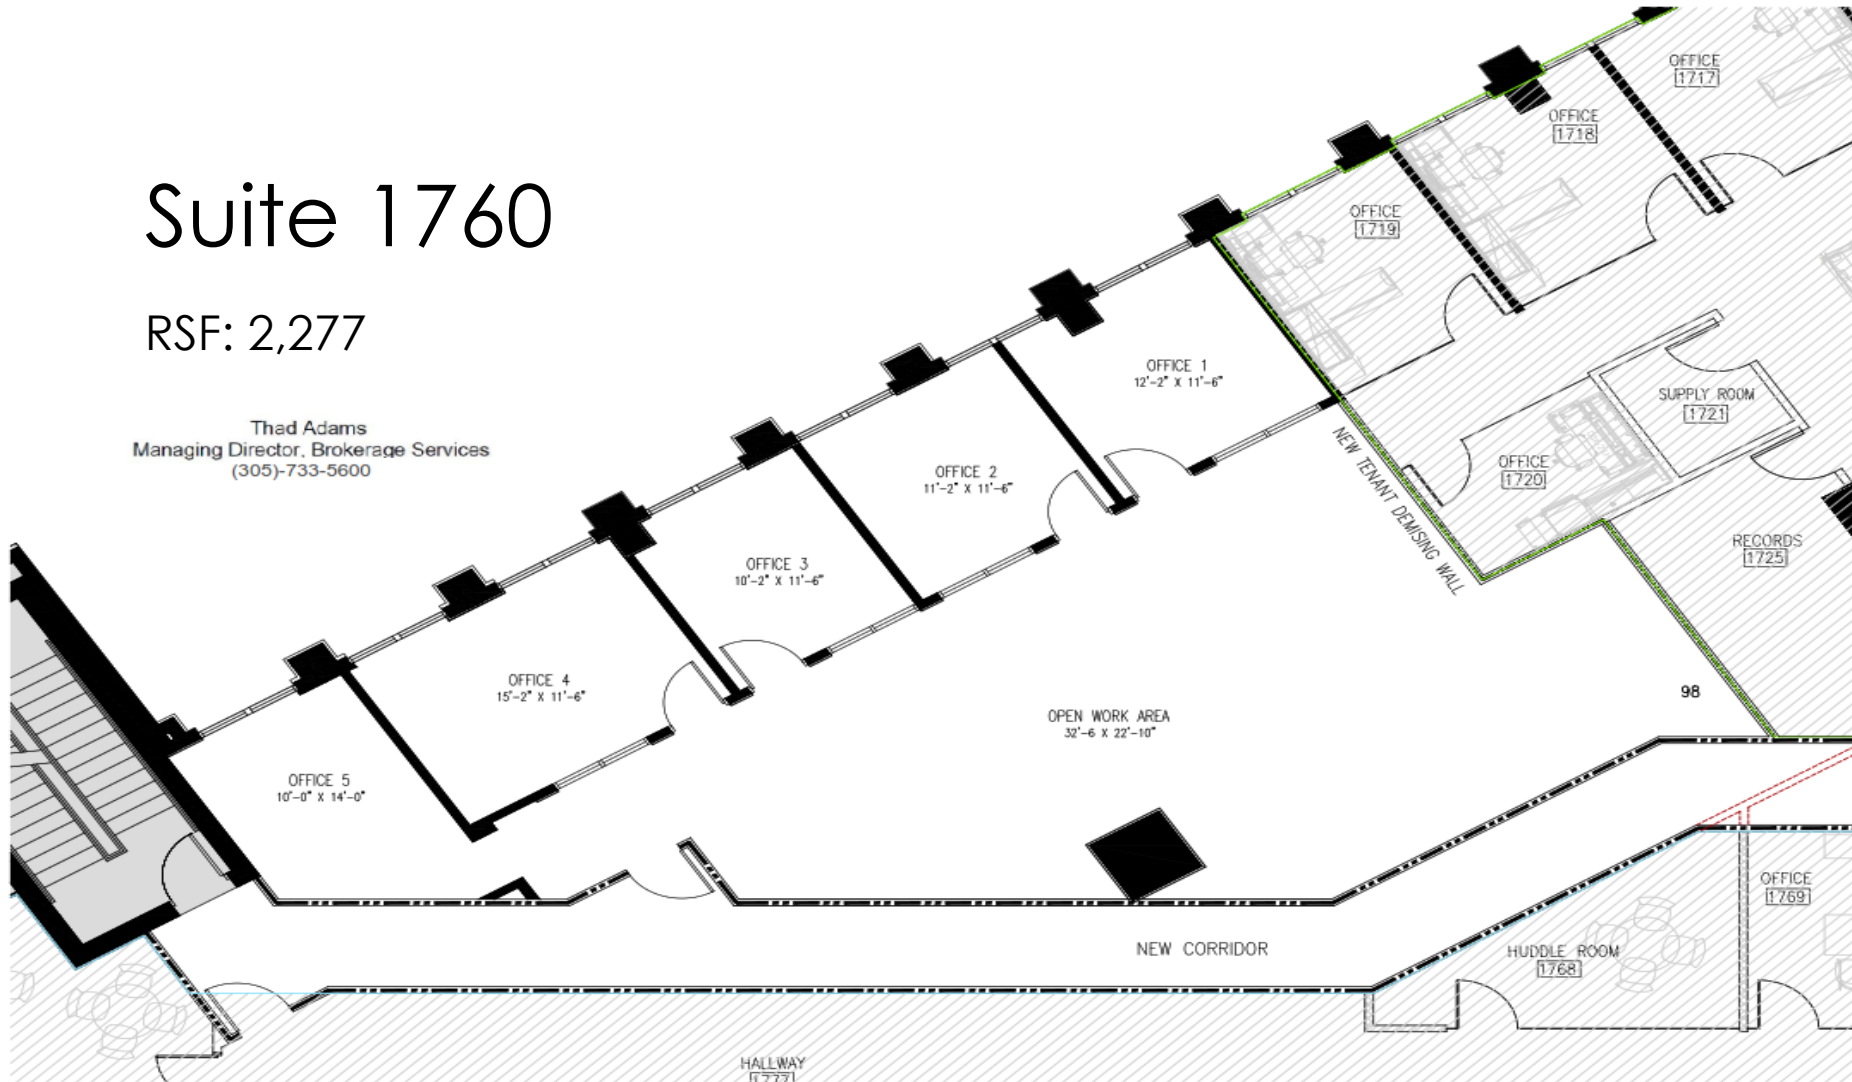 Suite 1760
RSF: 2,277
Thad Adams
Managing Director, Brokerage Services
(305)-733-5600
OFFICE
1717
OFFICE
1718
OFFICE
1719
OFFICE 1
12'-2" X 11'-6"
SUPPLY ROOM
1721
OFFICE
1720
NEW TENANT DEMISING WALL
OFFICE 2
11'-2" X 11'-6"
RECORDS
1725
OFFICE 3
10'-2" X 11'-6"
OFFICE 4
15'-2" X 11'-6"
98
OPEN WORK AREA
32'-6 X 22'-10"
OFFICE 5
10'-0" X 14'-0"
OFFICE
1769
NEW CORRIDOR
HUDDLE ROOM
1768
HALLWAY
1777